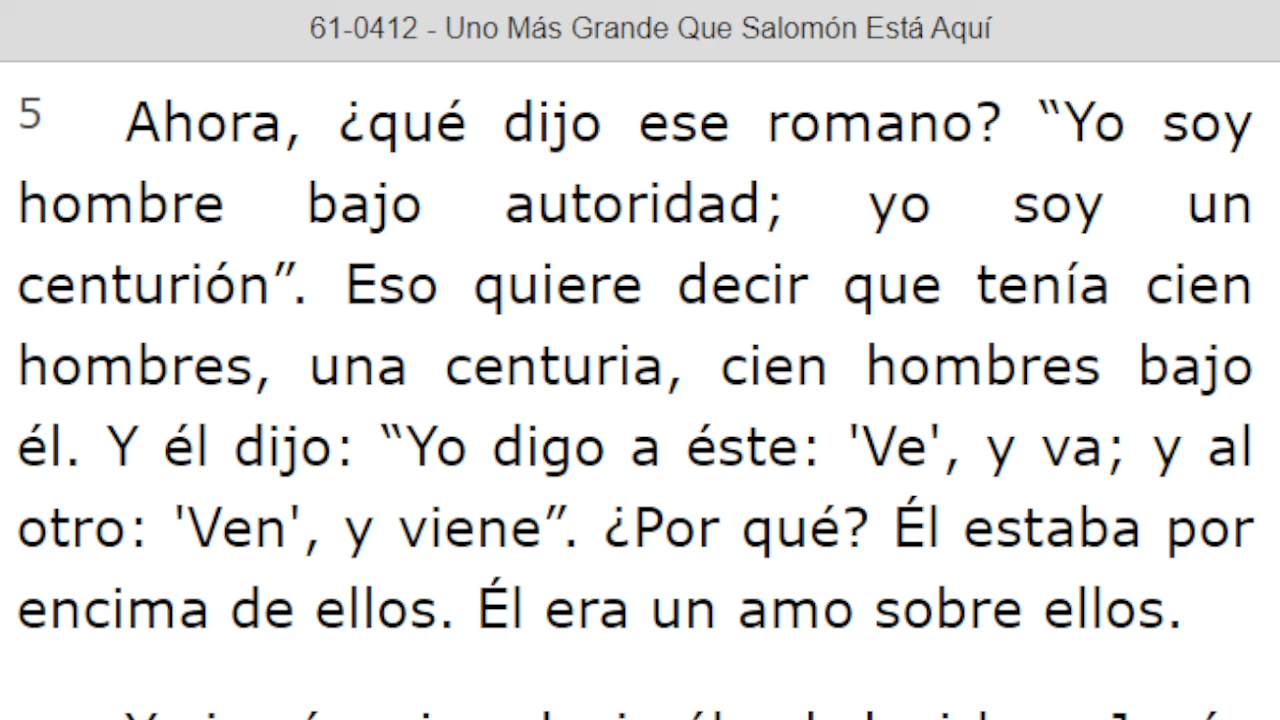 61-0412 - Uno Más Grande Que Salomón Está Aquí
5 Ahora, ¿qué dijo ese romano? “Yo soy
hombre bajo autoridad; yo soy un
centurión”. Eso quiere decir que tenía cien
hombres, una centuria, cien hombres bajo
él. Y él dijo: “Yo digo a éste: 'Ve', y va; y al
otro: 'Ven', y viene”. ¿Por qué? Él estaba por
encima de ellos. Él era un amo sobre ellos.